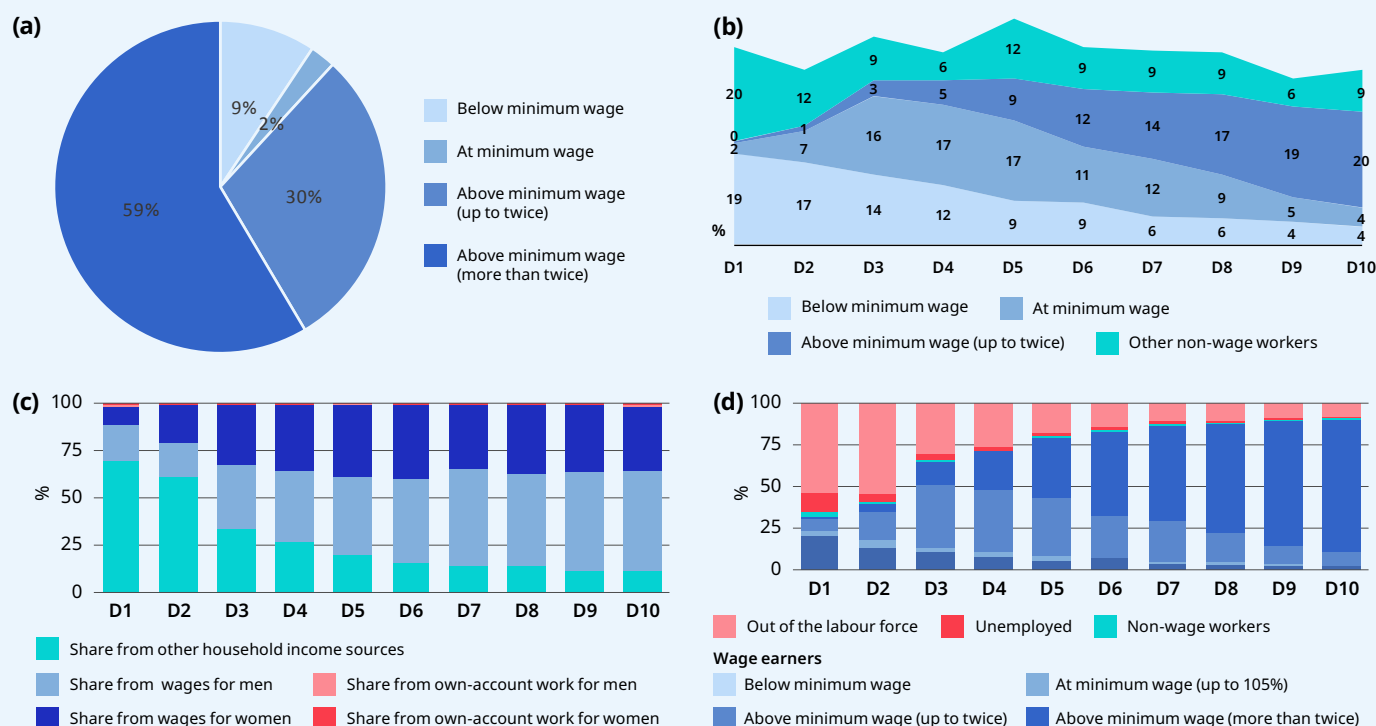 (a)
9%
2%
30%
59%
Below minimum wage
At minimum wage
Above minimum wage
(up to twice)
Above minimum wage
(more than twice)
(b)
20 12 9 6 12 9 9 9 6 9
0 1 3 5 9 12 14 17 19 20
2 7 16 17 17 11 12 9 5 4
19 17 14 12 9 9 6 6 4 4
%
D1 D2 D3 D4 D5 D6 D7 D8 D9 D10
Below minimum wage At minimum wage
Above minimum wage (up to twice) Other non-wage workers
(c)
100
75
50
25
0
%
D1 D2 D3 D4 D5 D6 D7 D8 D9 D10
Share from other household income sources
Share from wages for men Share from own-account work for men
Share from wages for women Share from own-account work for women
(d)
100
75
50
25
0
%
D1 D2 D3 D4 D5 D6 D7 D8 D9 D10
Out of the labour force Unemployed Non-wage workers
Wage earners
Below minimum wage At minimum wage (up to 105%)
Above minimum wage (up to twice) Above minimum wage (more than twice)